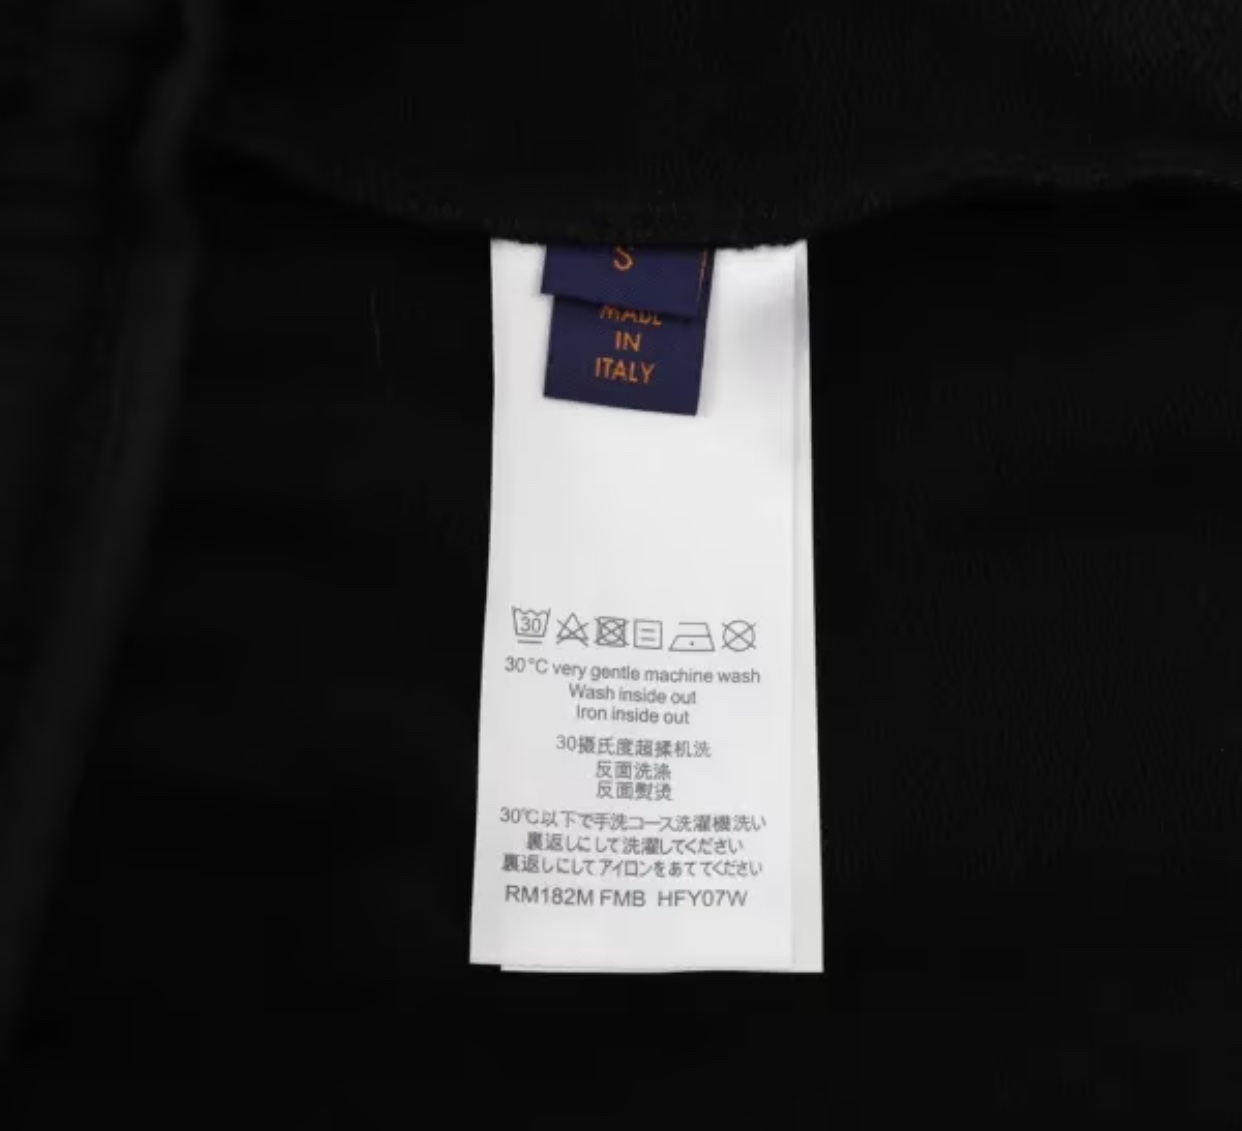 S
MADE
IN
ITALY
30
30°C very gentle machine wash
Wash inside out
Iron inside out
30摄氏度超揉机洗
反面洗涤
反面熨烫
30℃以下で手洗コース洗濯機洗い
裏返しにして洗濯してください
裏返しにしてアイロンをあててください
RM182M FMB HFY07W